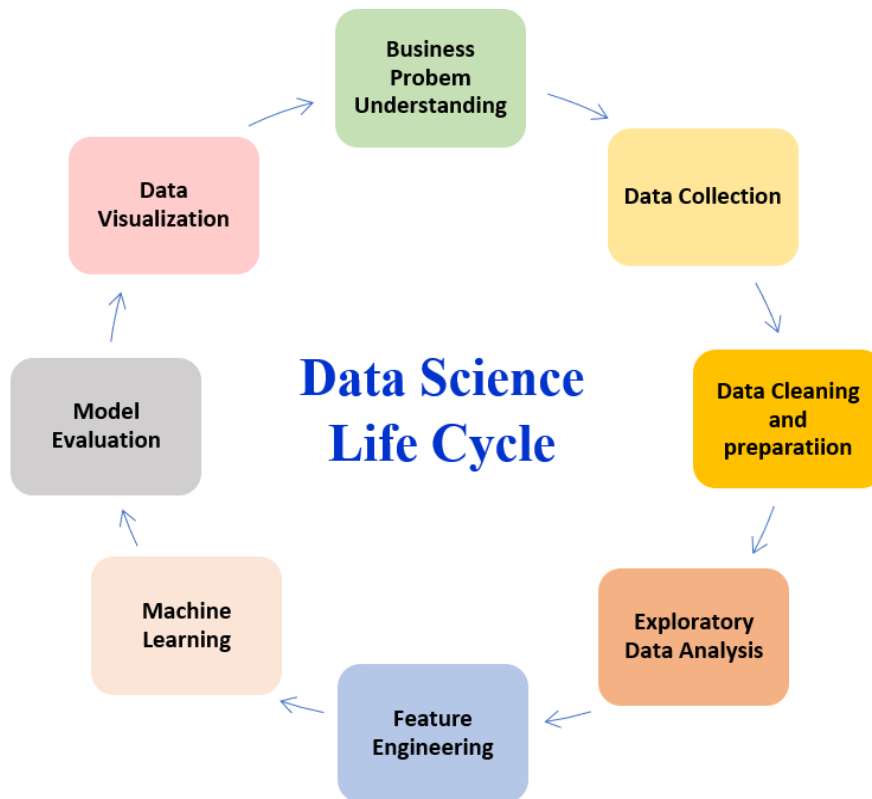 Business
Probem
Understanding
Data Collection
Data Cleaning
and
preparatiion
Exploratory
Data Analysis
Feature
Engineering
Machine
Learning
Model
Evaluation
Data
Visualization
Data Science
Life Cycle